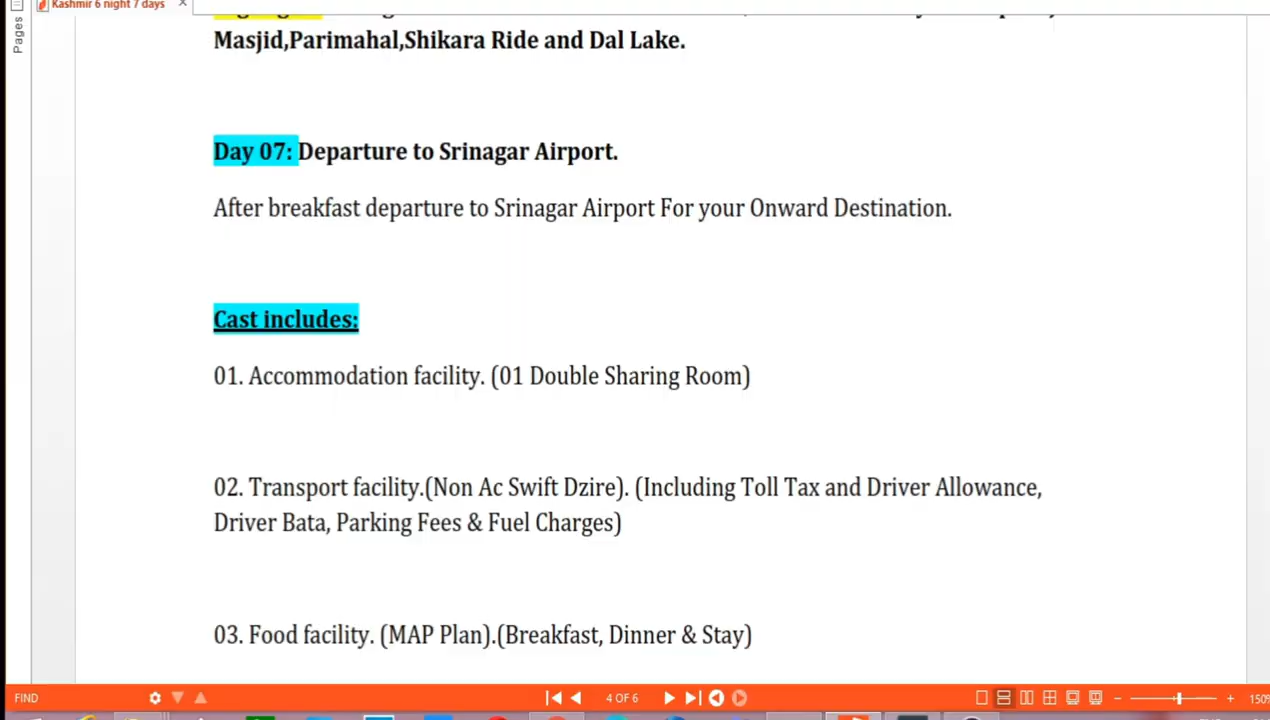 Kashmir 6 night 7 days
Pages
Masjid,Parimahal,Shikara Ride and Dal Lake.
Day 07: Departure to Srinagar Airport.
After breakfast departure to Srinagar Airport For your Onward Destination.
Cast includes:
01. Accommodation facility. (01 Double Sharing Room)
02. Transport facility.(Non Ac Swift Dzire). (Including Toll Tax and Driver Allowance,
Driver Bata, Parking Fees & Fuel Charges)
03. Food facility. (MAP Plan).(Breakfast, Dinner & Stay)
FIND
4 OF 6
150%